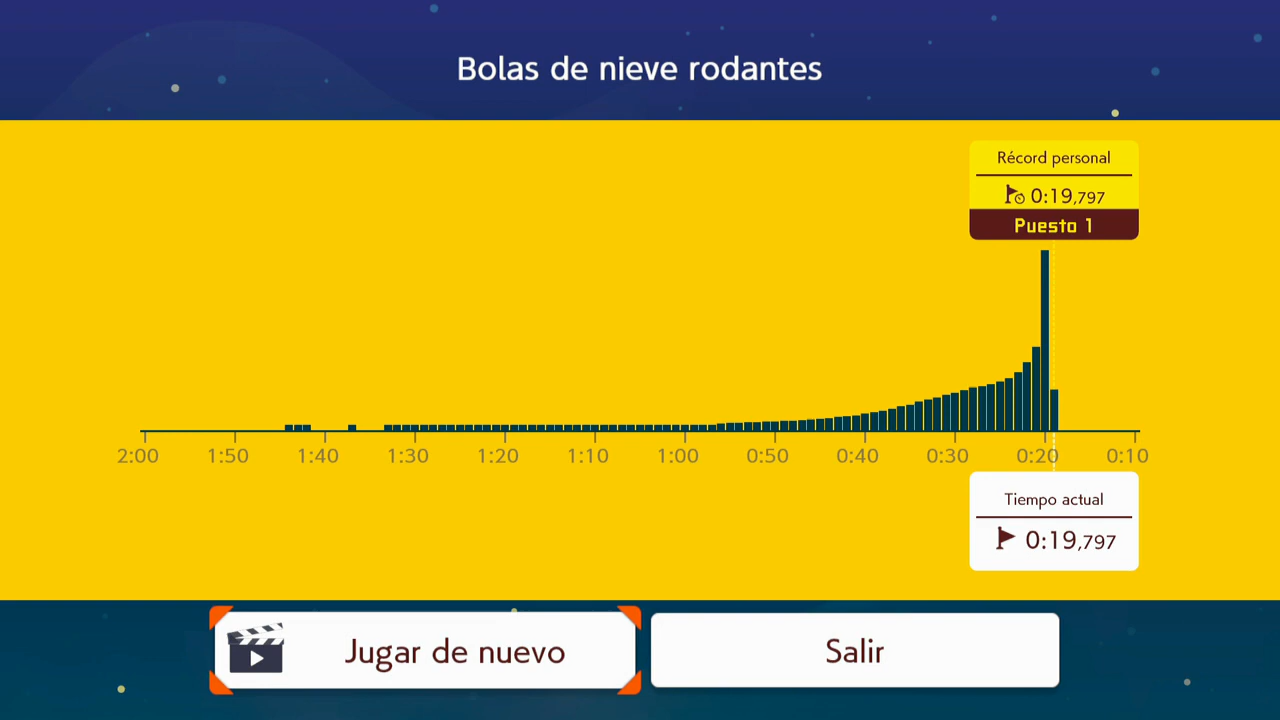 Bolas de nieve rodantes
Récord personal
0:19,797
Puesto 1
2:00 1:50 1:40 1:30 1:20 1:10 1:00 0:50 0:40 0:30 0:20 0:10
Tiempo actual
0:19,797
Jugar de nuevo
Salir